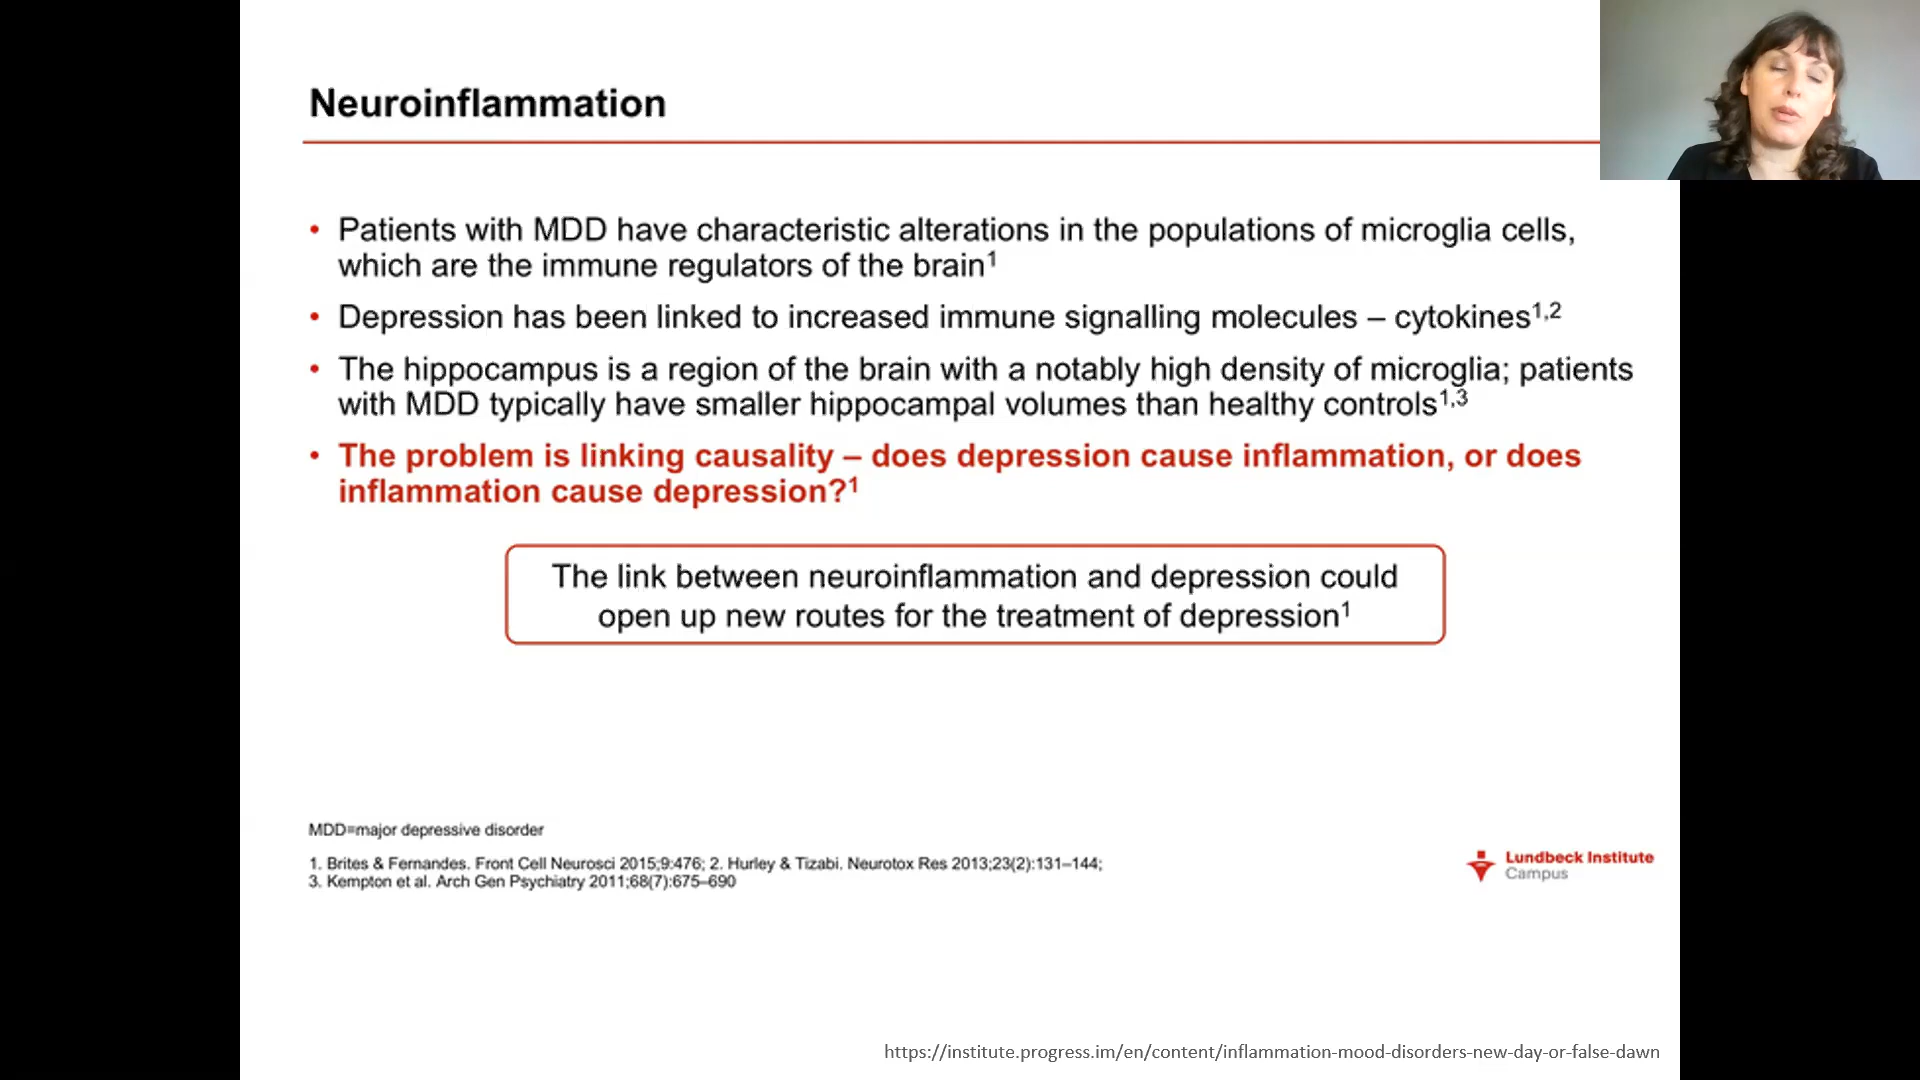 Neuroinflammation
• Patients with MDD have characteristic alterations in the populations of microglia cells,
which are the immune regulators of the brain¹
• Depression has been linked to increased immune signalling molecules – cytokines¹,²
• The hippocampus is a region of the brain with a notably high density of microglia; patients
with MDD typically have smaller hippocampal volumes than healthy controls¹,³
• The problem is linking causality – does depression cause inflammation, or does
inflammation cause depression?¹
The link between neuroinflammation and depression could
open up new routes for the treatment of depression¹
MDD=major depressive disorder
1. Brites & Fernandes. Front Cell Neurosci 2015;9:476; 2. Hurley & Tizabi. Neurotox Res 2013;23(2):131–144;
3. Kempton et al. Arch Gen Psychiatry 2011;68(7):675–690
Lundbeck Institute
Campus
https://institute.progress.im/en/content/inflammation-mood-disorders-new-day-or-false-dawn